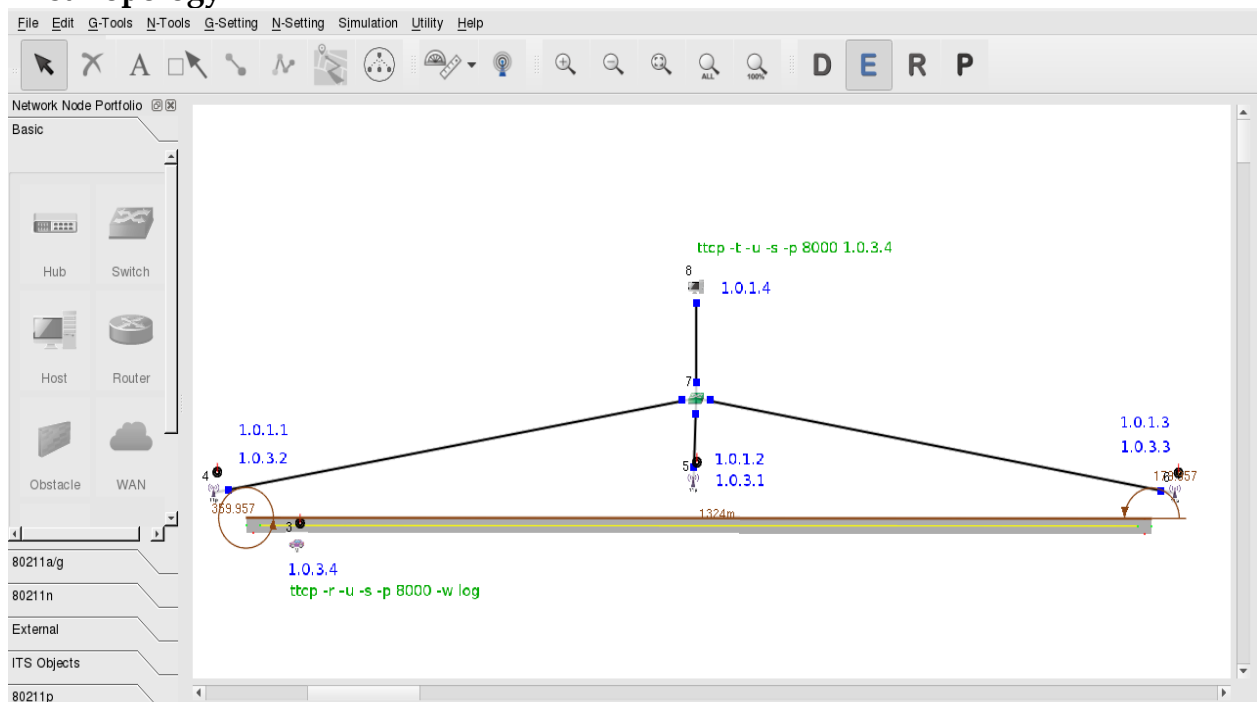 File Edit G-Tools N-Tools G-Setting N-Setting Simulation Utility Help
A
ALL
100%
D E R P
Network Node Portfolio
Basic
Hub
Switch
Host
Router
Obstacle
WAN
80211a/g
80211n
External
ITS Objects
80211p
ttcp -t -u -s -p 8000 1.0.3.4
8
1.0.1.4
7
1.0.1.1
1.0.3.2
4
5
1.0.1.2
1.0.3.1
1.0.1.3
1.0.3.3
6
359.957
1324m
3
1.0.3.4
ttcp -r -u -s -p 8000 -w log